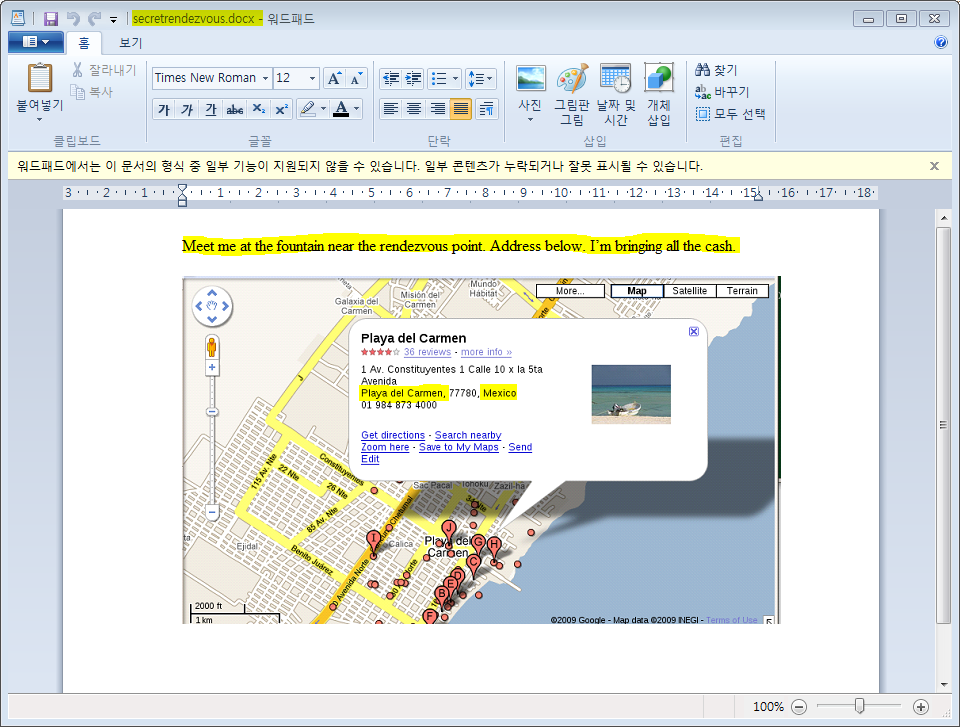 secretrendezvous.docx - 워드패드
홈 보기
붙여넣기
잘라내기
복사
클립보드
Times New Roman 12
가 가 가 abc X₂ X²
글꼴
단락
사진
그림판 그림
날짜 및 시간
개체 삽입
삽입
찾기
바꾸기
모두 선택
편집
워드패드에서는 이 문서의 형식 중 일부 기능이 지원되지 않을 수 있습니다. 일부 콘텐츠가 누락되거나 잘못 표시될 수 있습니다.
3 2 1 1 2 3 4 5 6 7 8 9 10 11 12 13 14 15 16 17 18
Meet me at the fountain near the rendezvous point. Address below. I'm bringing all the cash.
More... Map Satellite Terrain
Galaxia del Carmen
Misión del Carmen
Mundo Hábitat
Playa del Carmen
36 reviews - more info »
1 Av. Constituyentes 1 Calle 10 x la 5ta
Avenida
Playa del Carmen, 77780, Mexico
01 984 873 4000
Get directions - Search nearby
Zoom here - Save to My Maps - Send
Edit
115 Av. Nte
22 Nte
Constituyentes
26 Nte
85 Av. Nte
Benito Juárez
Ejidal
Calica
Sac Pacal
Tohoku
Zazil-ha
Playa del Carmen
I J G H C D E B F
2000 ft
1 km
©2009 Google - Map data ©2009 INEGI - Terms of Use
100%